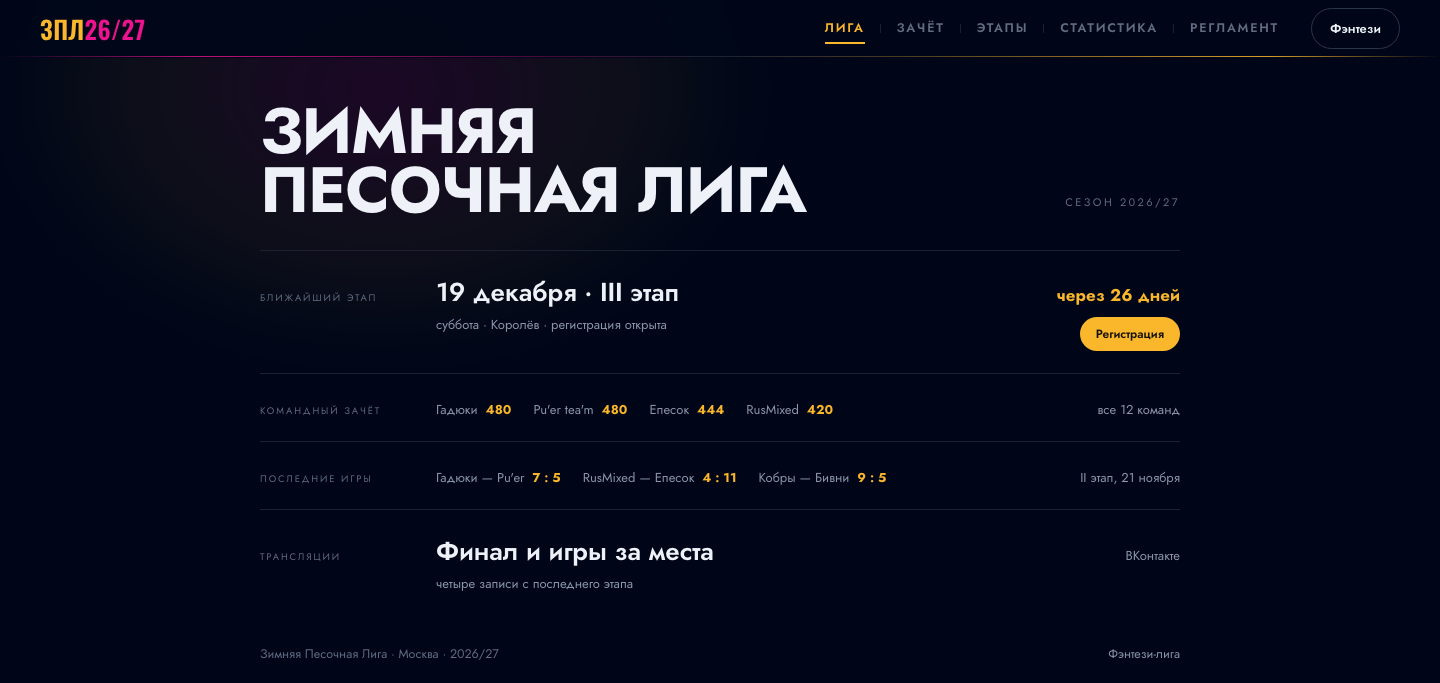 ЗПЛ26/27
ЛИГА
ЗАЧЁТ
ЭТАПЫ
СТАТИСТИКА
РЕГЛАМЕНТ
Фэнтези
ЗИМНЯЯ
ПЕСОЧНАЯ ЛИГА
СЕЗОН 2026/27
БЛИЖАЙШИЙ ЭТАП
19 декабря · III этап
суббота · Королёв · регистрация открыта
через 26 дней
Регистрация
КОМАНДНЫЙ ЗАЧЁТ
Гадюки 480 Pu'er tea'm 480 Епесок 444 RusMixed 420
все 12 команд
ПОСЛЕДНИЕ ИГРЫ
Гадюки — Pu'er 7 : 5 RusMixed — Епесок 4 : 11 Кобры — Бивни 9 : 5
II этап, 21 ноября
ТРАНСЛЯЦИИ
Финал и игры за места
четыре записи с последнего этапа
ВКонтакте
Зимняя Песочная Лига · Москва · 2026/27
Фэнтези-лига